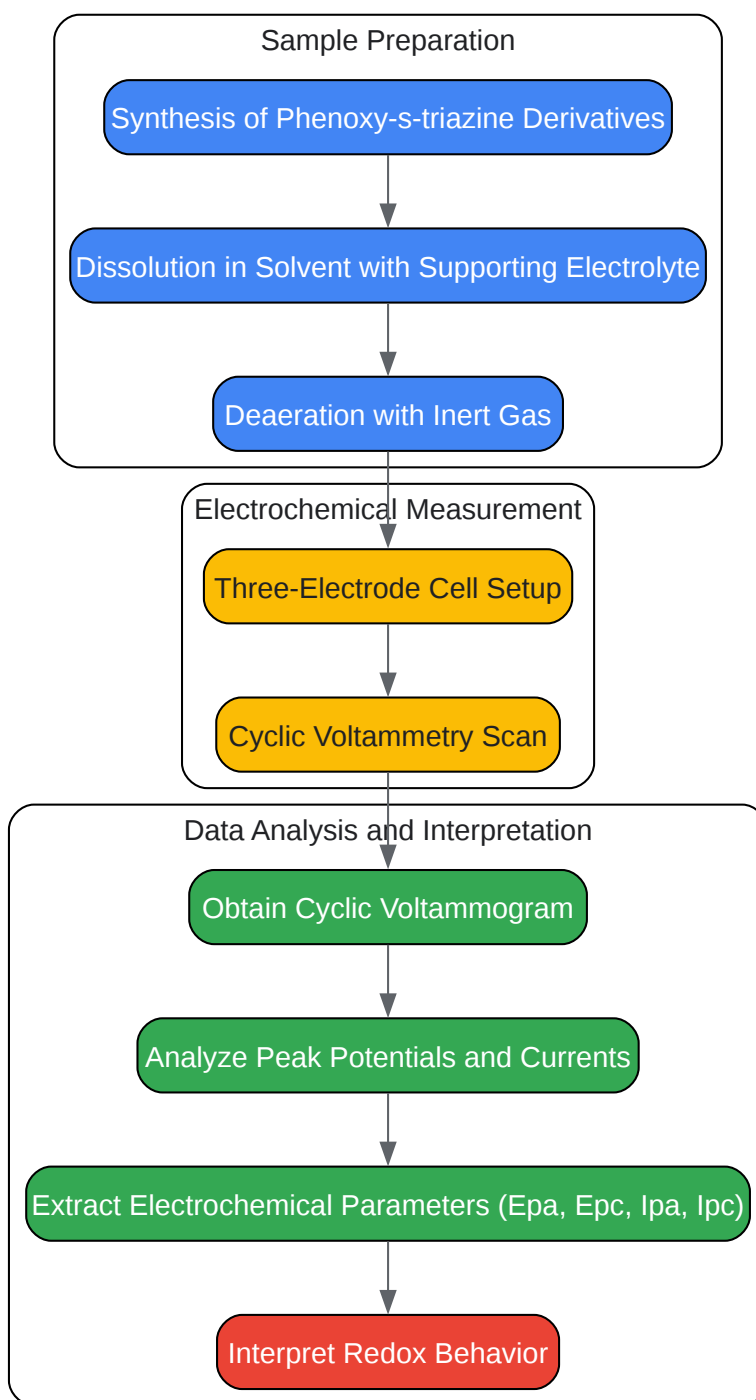 Sample Preparation
Synthesis of Phenoxy-s-triazine Derivatives
Dissolution in Solvent with Supporting Electrolyte
Deaeration with Inert Gas
Electrochemical Measurement
Three-Electrode Cell Setup
Cyclic Voltammetry Scan
Data Analysis and Interpretation
Obtain Cyclic Voltammogram
Analyze Peak Potentials and Currents
Extract Electrochemical Parameters (Epa, Epc, Ipa, Ipc)
Interpret Redox Behavior